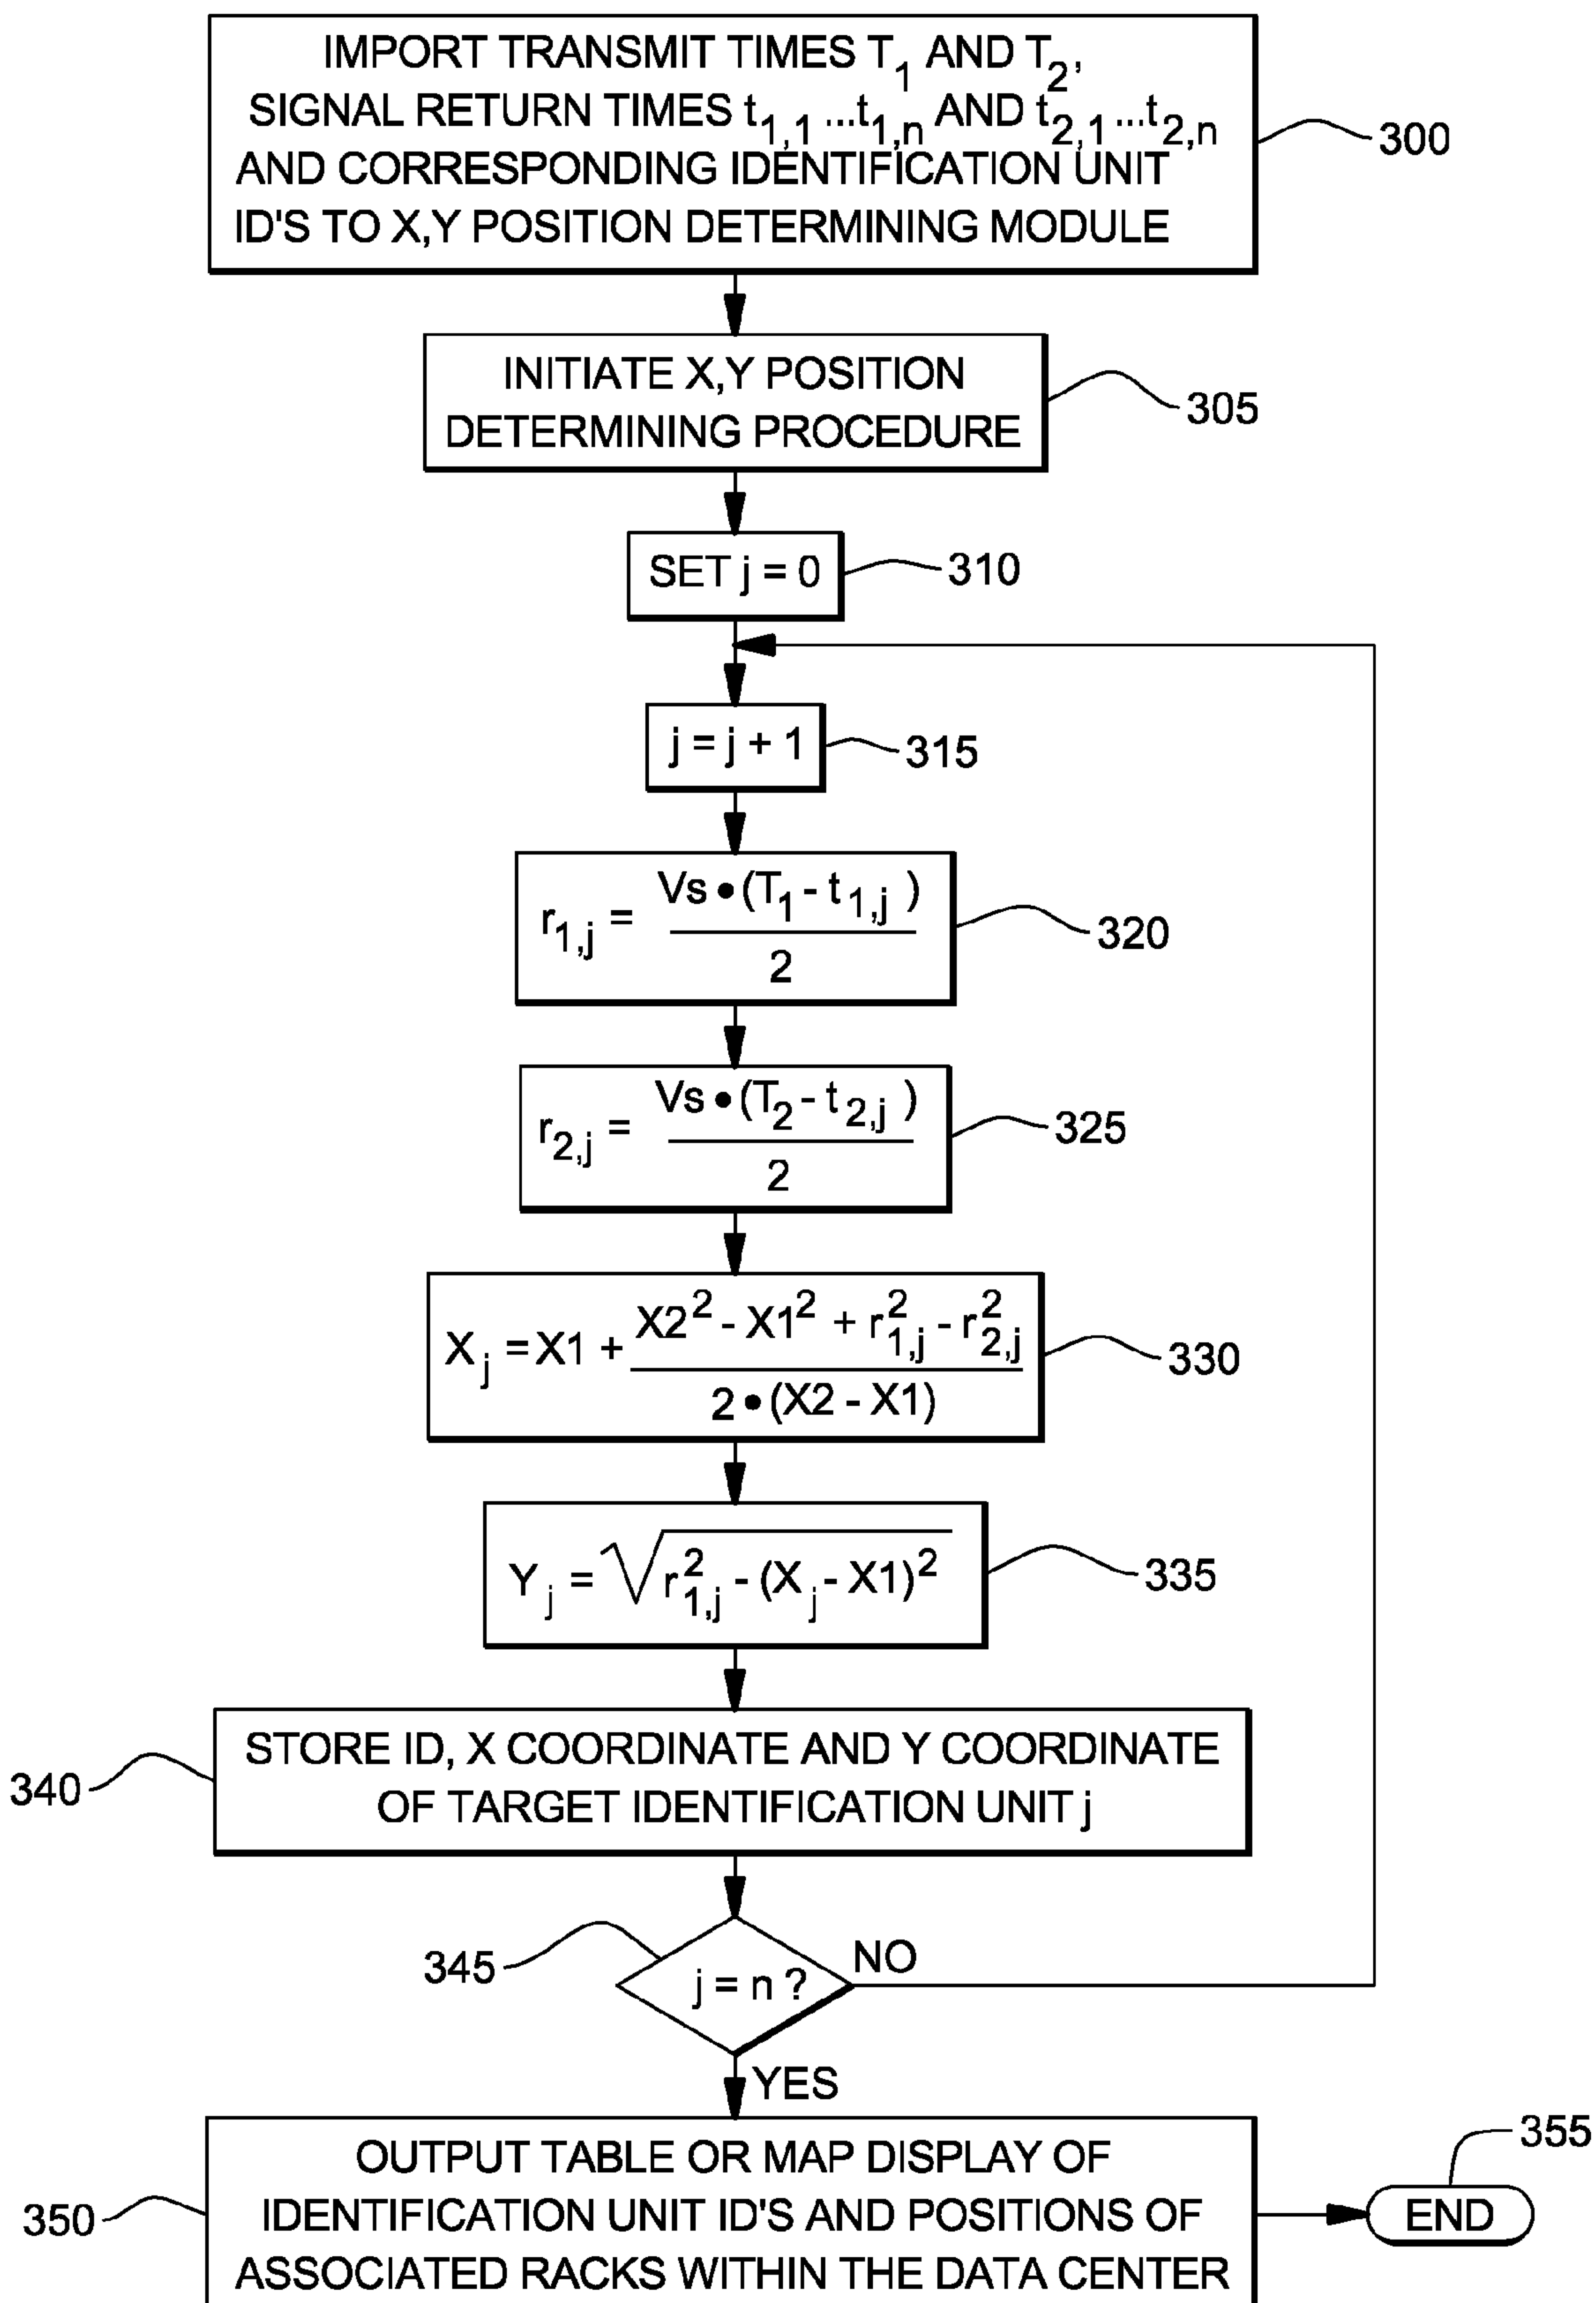 IMPORT TRANSMIT TIMES T1 AND T2,
SIGNAL RETURN TIMES t1,1 ...t1,n AND t2,1...t2,n
AND CORRESPONDING IDENTIFICATION UNIT
ID'S TO X,Y POSITION DETERMINING MODULE
300
INITIATE X,Y POSITION
DETERMINING PROCEDURE
305
SET j = 0
310
j = j + 1
315
r1,j = Vs • (T1 - t1,j) / 2
320
r2,j = Vs • (T2 - t2,j) / 2
325
Xj = X1 + X2² - X1² + r²1,j - r²2,j / 2 • (X2 - X1)
330
Yj = √r²1,j - (Xj - X1)²
335
STORE ID, X COORDINATE AND Y COORDINATE
OF TARGET IDENTIFICATION UNIT j
340
345
j = n ?
NO
YES
OUTPUT TABLE OR MAP DISPLAY OF
IDENTIFICATION UNIT ID'S AND POSITIONS OF
ASSOCIATED RACKS WITHIN THE DATA CENTER
350
355
END